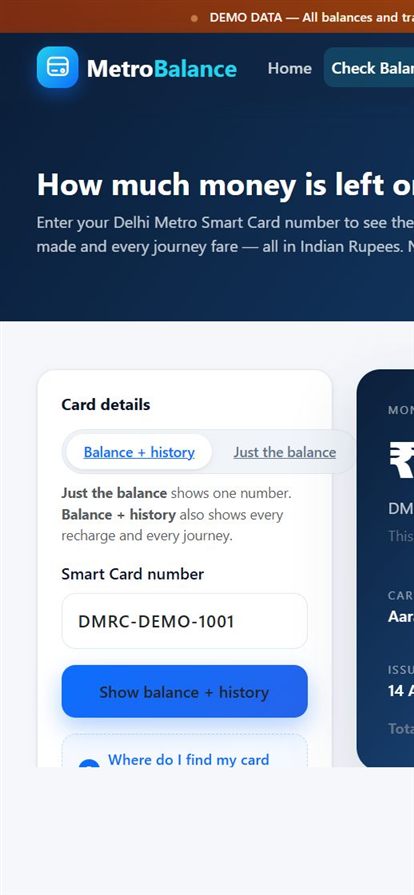 DEMO DATA — All balances and tra
MetroBalance
Home
Check Balan
How much money is left o
Enter your Delhi Metro Smart Card number to see the
made and every journey fare — all in Indian Rupees. N
Card details
Balance + history
Just the balance
Just the balance shows one number.
Balance + history also shows every
recharge and every journey.
Smart Card number
DMRC-DEMO-1001
Show balance + history
Where do I find my card
MON
₹
DM
This
CAR
Aara
ISSU
14 A
Tota